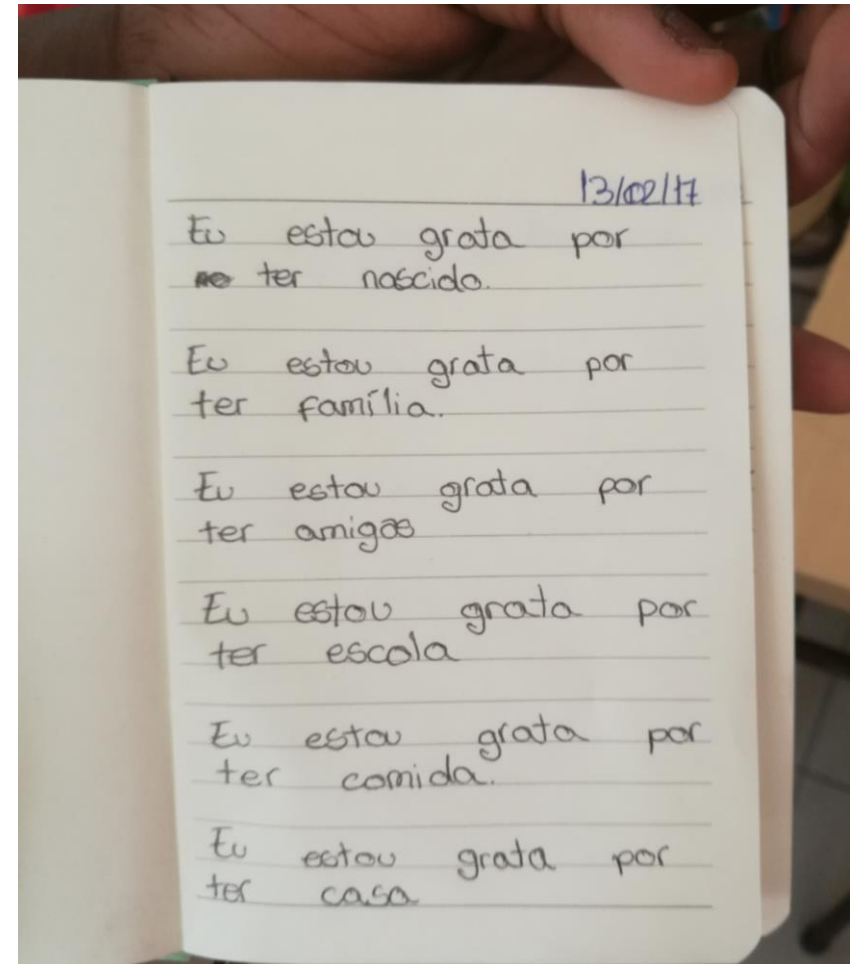 13/02/17
Eu estou grata por
ter nascido.
Eu estou grata por
ter família.
Eu estou grata por
ter amigos
Eu estou grata por
ter escola
Eu estou grata por
ter comida.
Eu estou grata por
ter casa